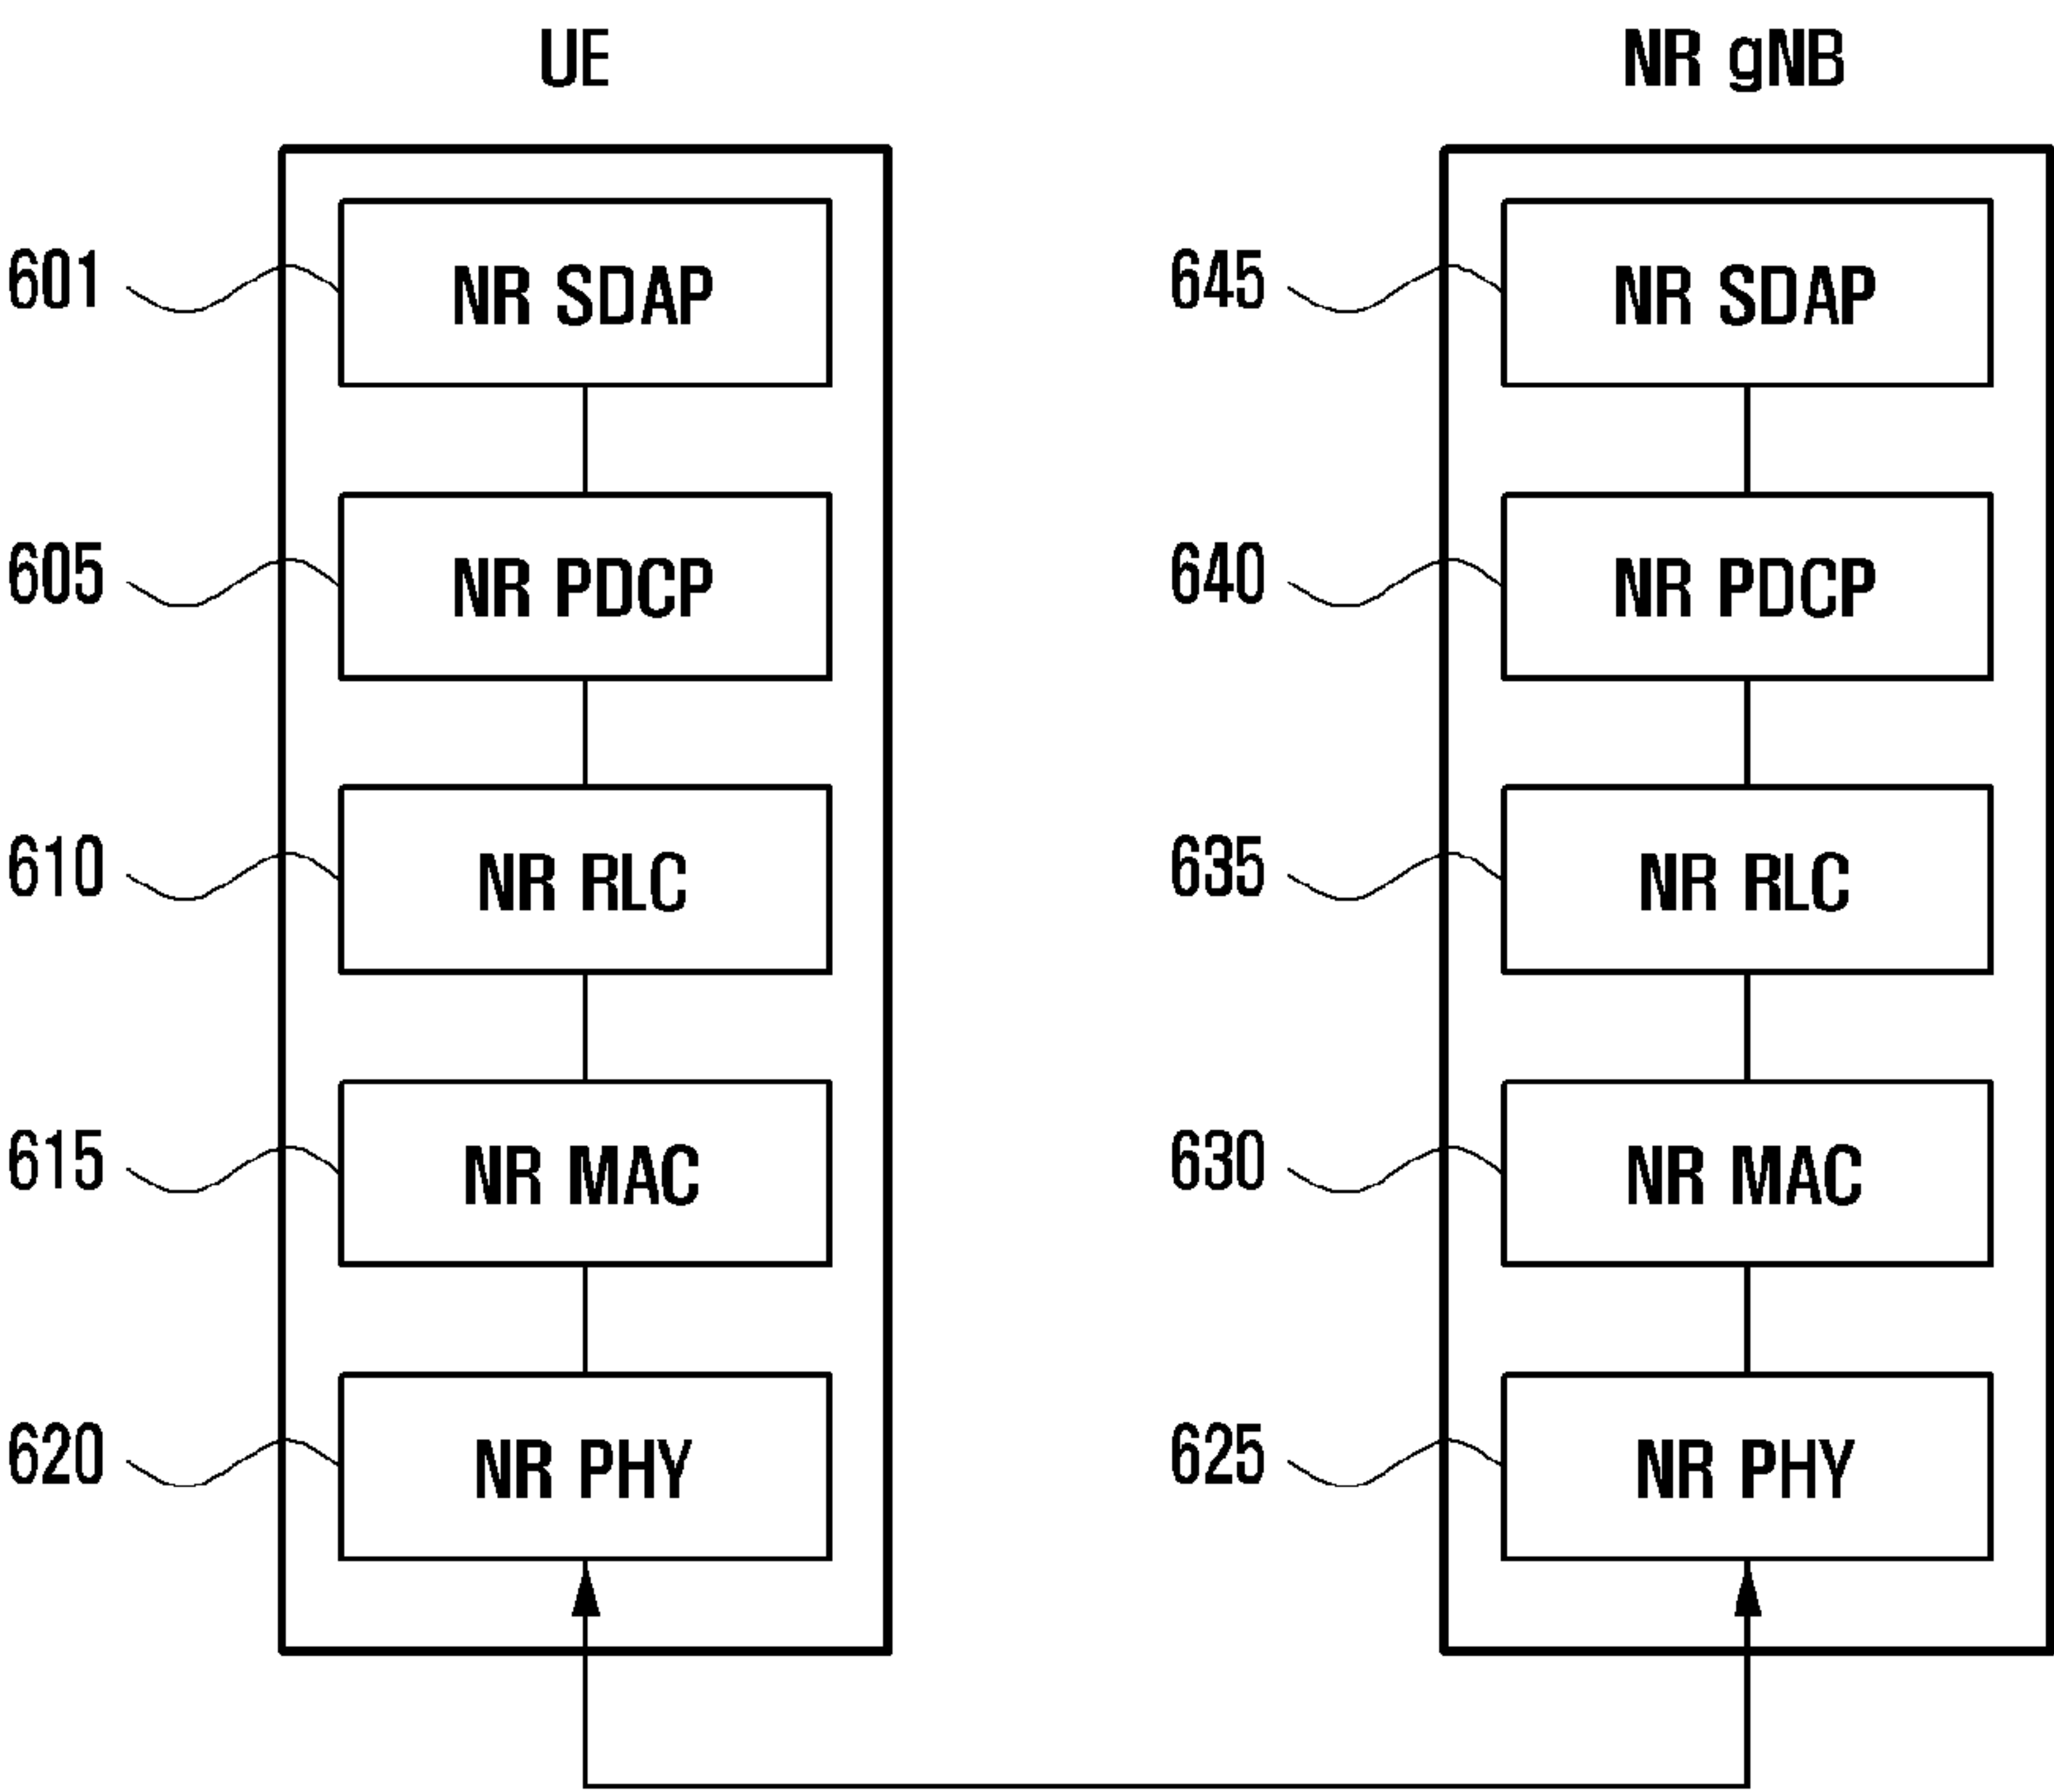 UE NR gNB
601 NR SDAP 645 NR SDAP
605 NR PDCP 640 NR PDCP
610 NR RLC 635 NR RLC
615 NR MAC 630 NR MAC
620 NR PHY 625 NR PHY